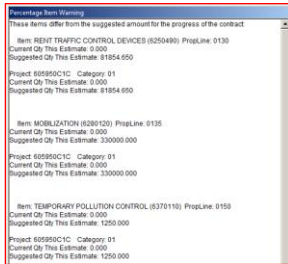 Percentage Item Warning
These items differ from the suggested amount for the progress of the contract:
Item: RENT TRAFFIC CONTROL DEVICES (6250490) PropLine: 0130
Current Qty This Estimate: 0.000
Suggested Qty This Estimate: 81854.650
Project: 605950C1C Category: 01
Current Qty This Estimate: 0.000
Suggested Qty This Estimate: 81854.650
Item: MOBILIZATION (6280120) PropLine: 0135
Current Qty This Estimate: 0.000
Suggested Qty This Estimate: 330000.000
Project: 605950C1C Category: 01
Current Qty This Estimate: 0.000
Suggested Qty This Estimate: 330000.000
Item: TEMPORARY POLLUTION CONTROL (6370110) PropLine: 0150
Current Qty This Estimate: 0.000
Suggested Qty This Estimate: 1250.000
Project: 605950C1C Category: 01
Current Qty This Estimate: 0.000
Suggested Qty This Estimate: 1250.000